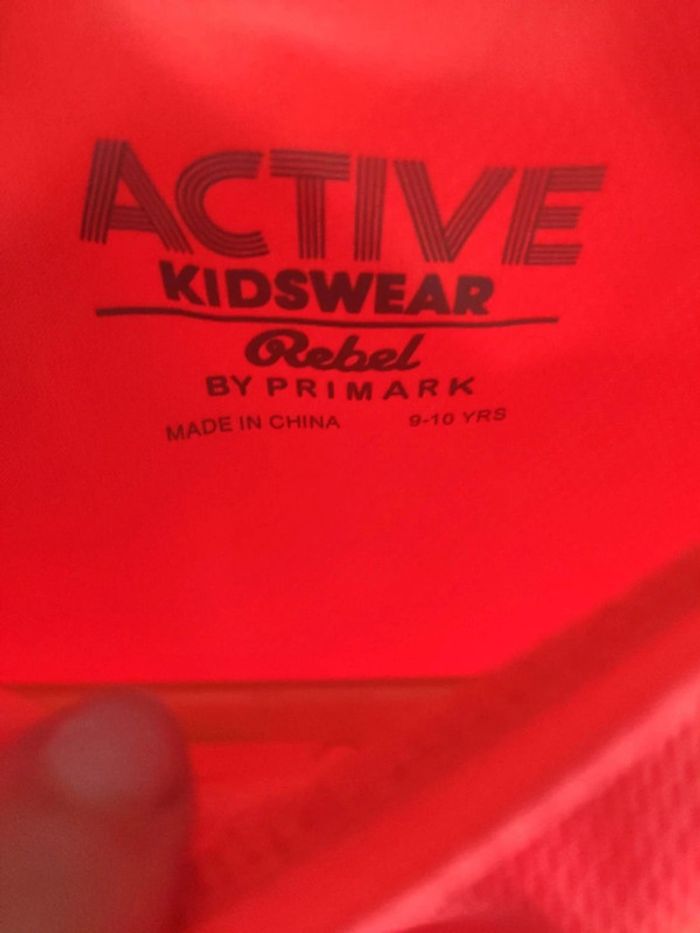 ACTIVE
KIDSWEAR
Rebel
BY PRIMARK
MADE IN CHINA 9-10 YRS